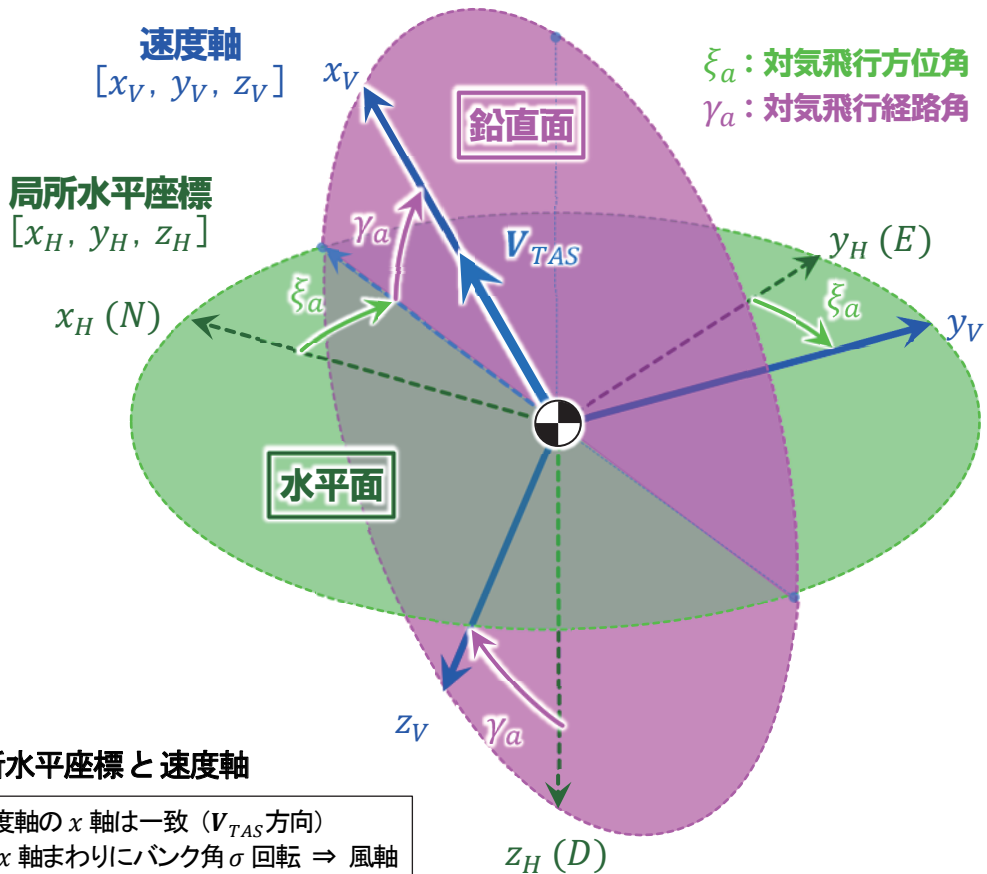 速度軸
[x_V, y_V, z_V]
x_V
ξ_a：対気飛行方位角
γ_a：対気飛行経路角
鉛直面
局所水平座標
[x_H, y_H, z_H]
γ_a
V_TAS
y_H (E)
ξ_a
ξ_a
x_H (N)
y_V
水平面
z_V
γ_a
水平座標と速度軸
度軸の x 軸は一致（V_TAS方向）
x 軸まわりにバンク角 σ 回転 ⇒ 風軸
z_H (D)